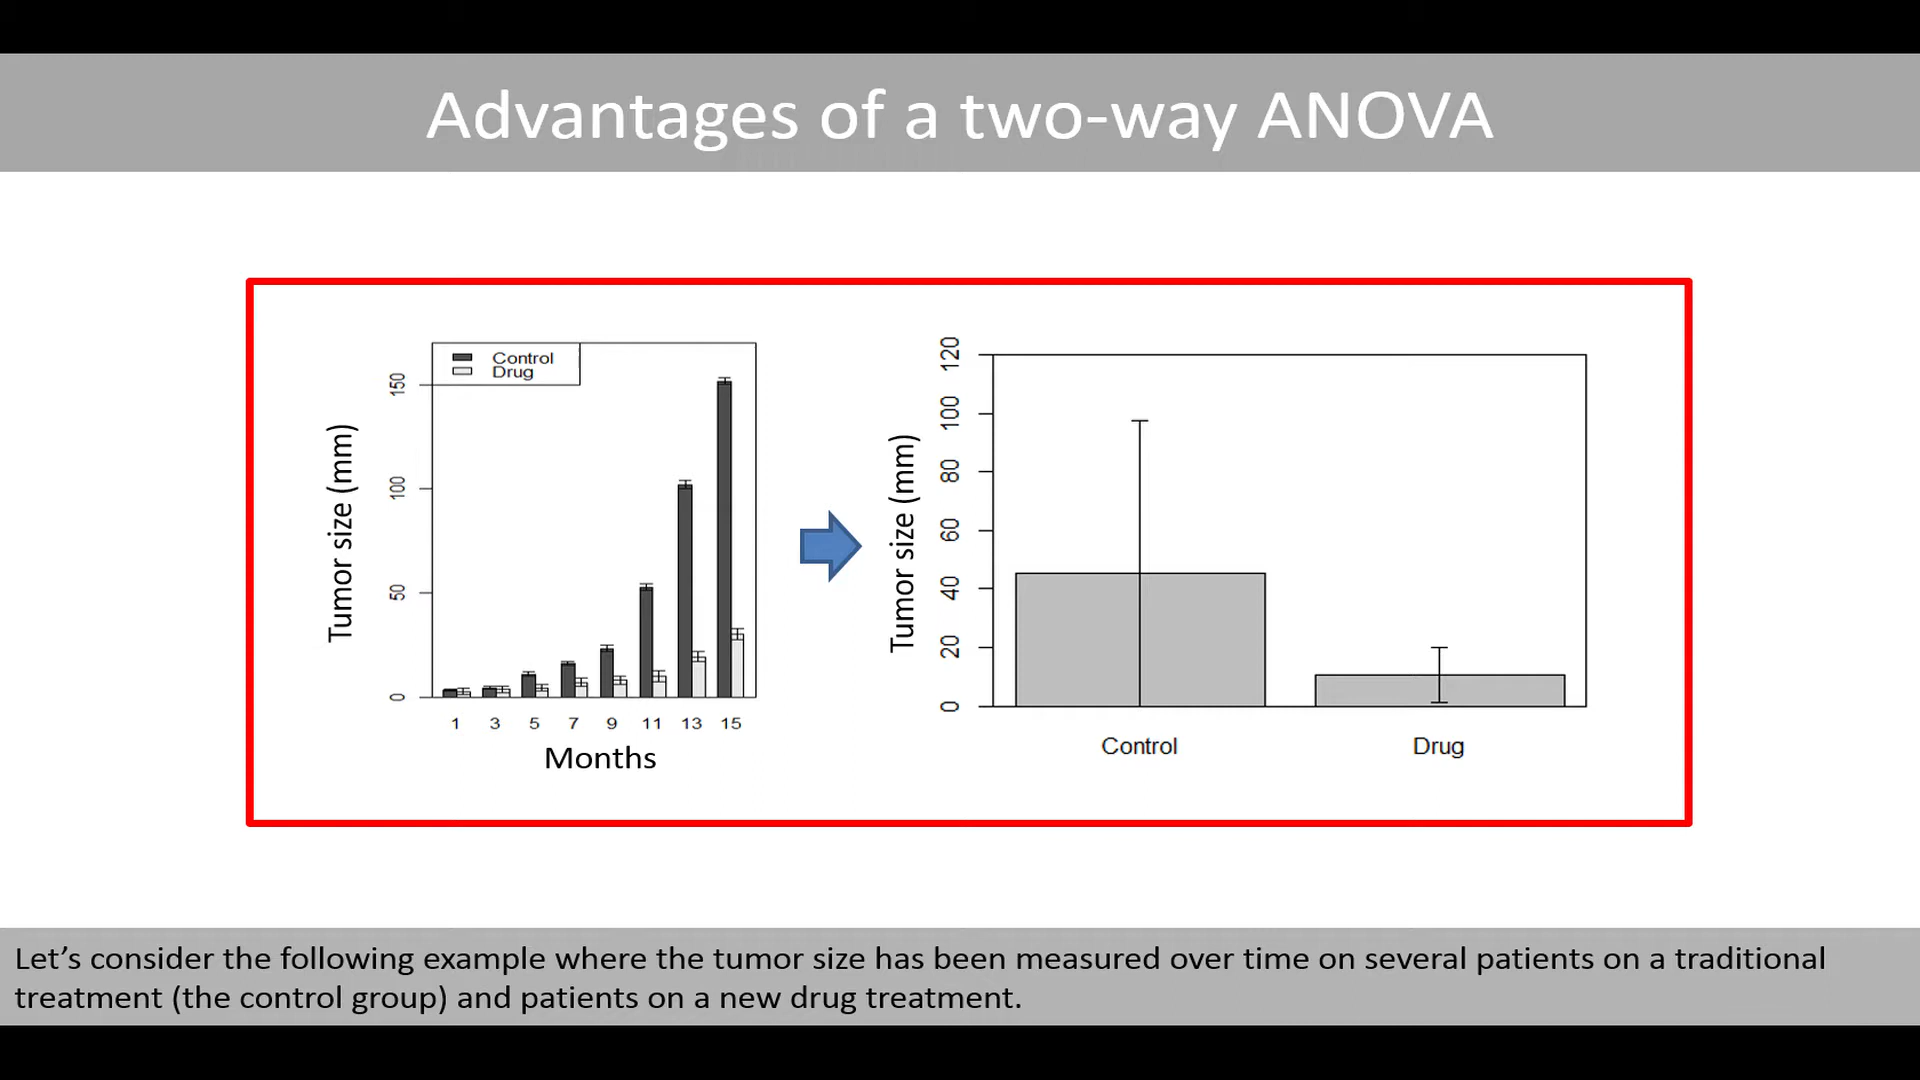 Advantages of a two-way ANOVA
Control
Drug
Tumor size (mm)
150
100
50
0
1 3 5 7 9 11 13 15
Months
Tumor size (mm)
120
100
80
60
40
20
0
Control Drug
Let’s consider the following example where the tumor size has been measured over time on several patients on a traditional
treatment (the control group) and patients on a new drug treatment.